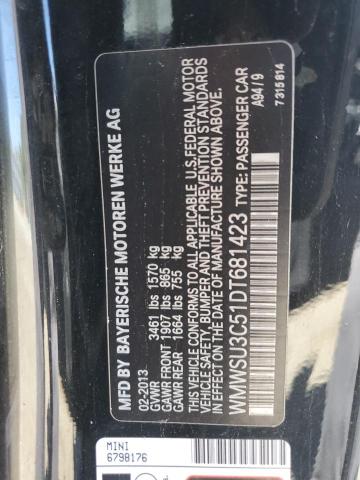 MFD BY BAYERISCHE MOTOREN WERKE AG
02-2013
GVWR 3461 lbs 1570 kg
GAWR FRONT 1907 lbs 865 kg
GAWR REAR 1664 lbs 755 kg
THIS VEHICLE CONFORMS TO ALL APPLICABLE U.S. FEDERAL MOTOR
VEHICLE SAFETY, BUMPER AND THEFT PREVENTION STANDARDS
IN EFFECT ON THE DATE OF MANUFACTURE SHOWN ABOVE.
WMWSU3C51DT681423 TYPE: PASSENGER CAR
A94/9
7315814
MINI
6798176